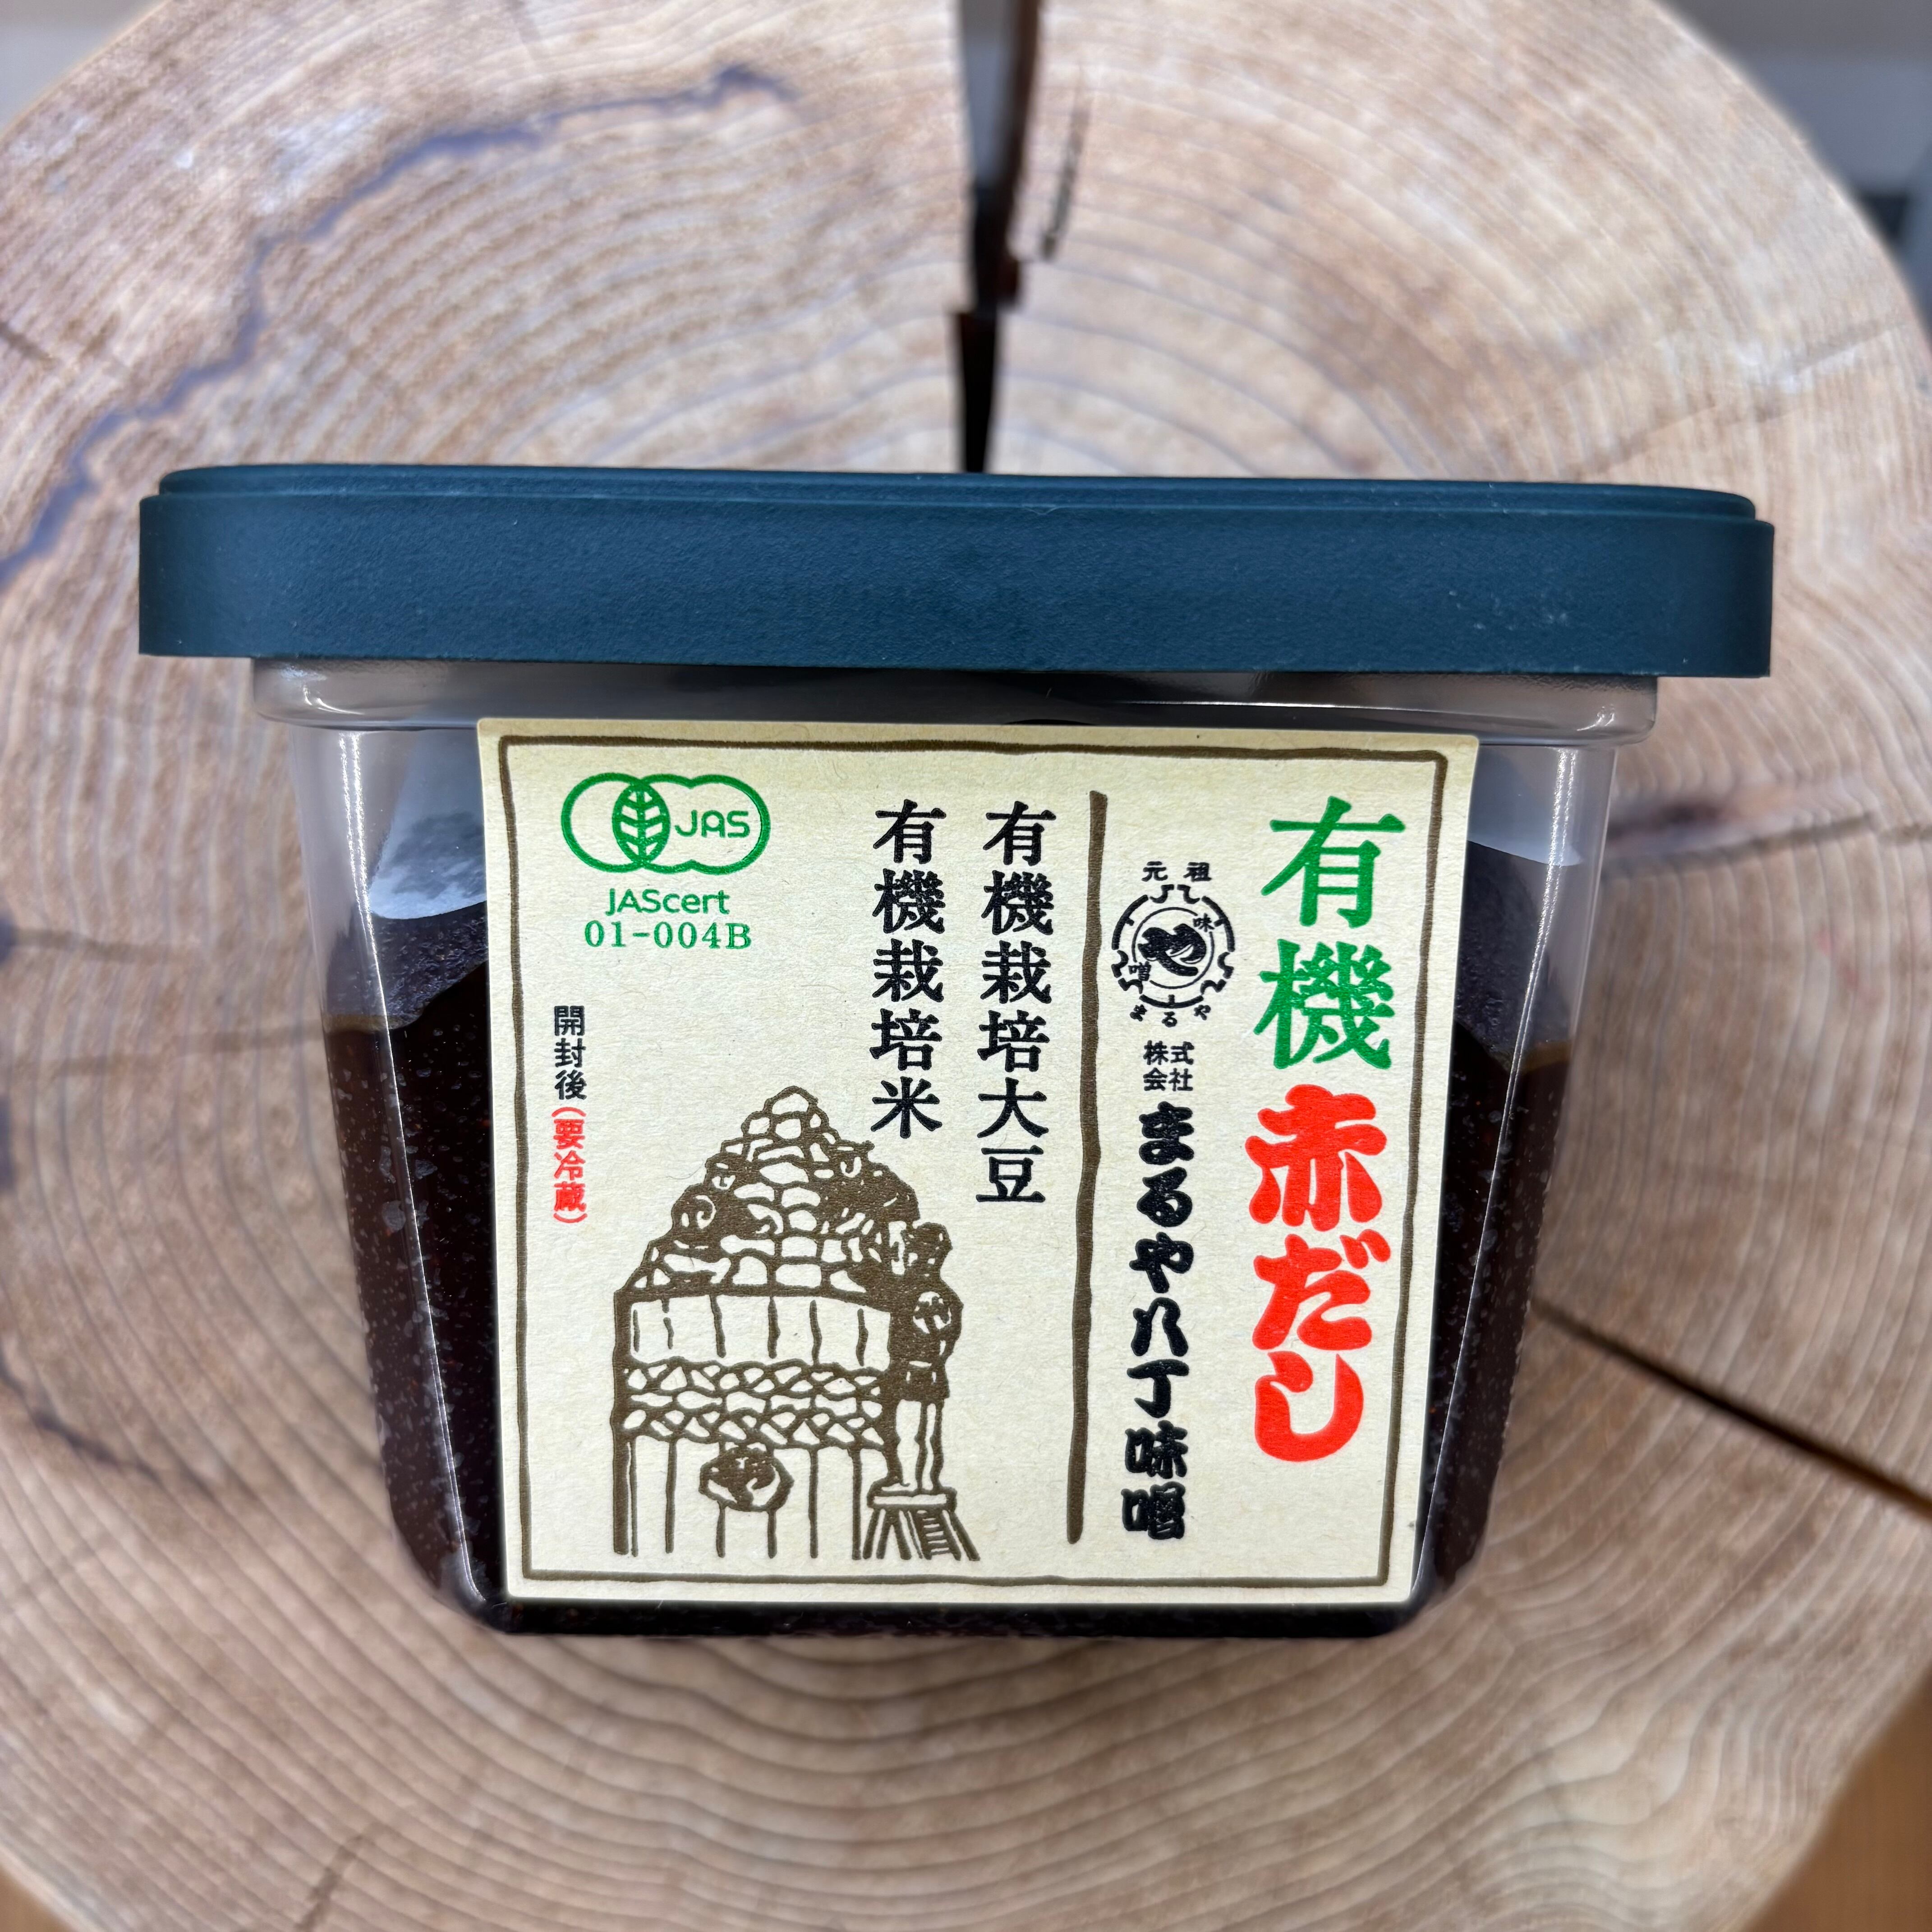 有機赤だし
元祖
味噌
まるや
株式会社
まるや八丁味噌
有機栽培大豆
有機栽培米
JAS
JAScert
01-004B
開封後(要冷蔵)